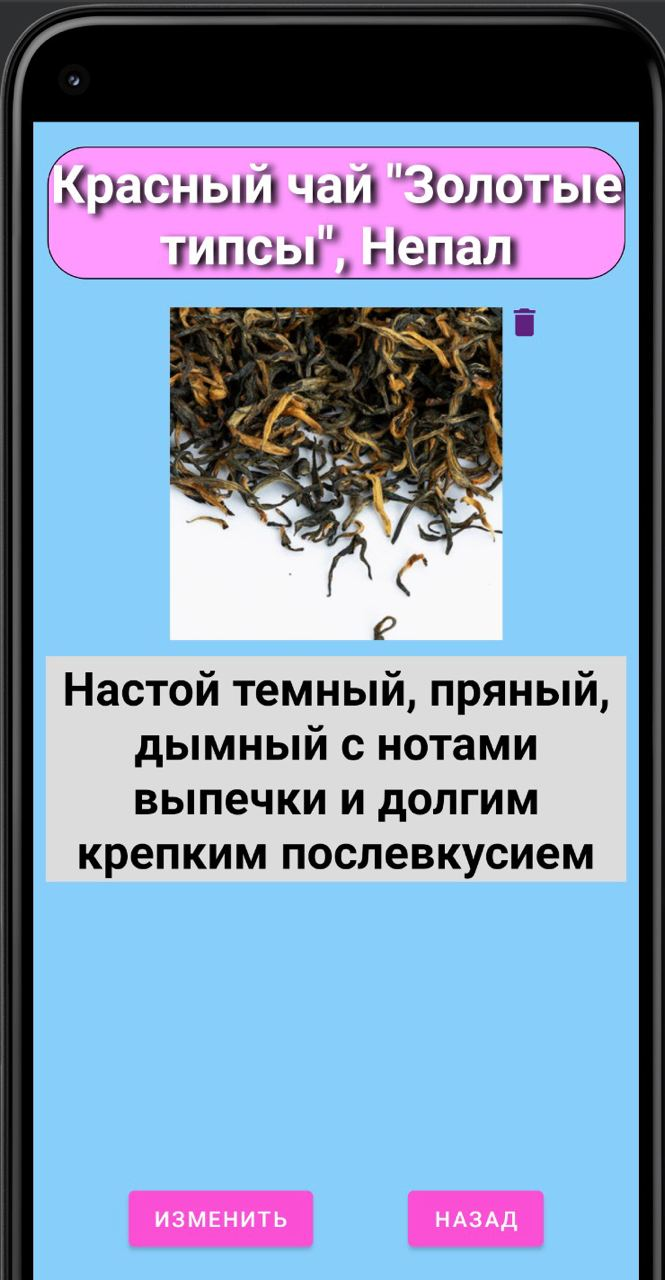 Красный чай "Золотые
типсы", Непал
Настой темный, пряный,
дымный с нотами
выпечки и долгим
крепким послевкусием
ИЗМЕНИТЬ
НАЗАД